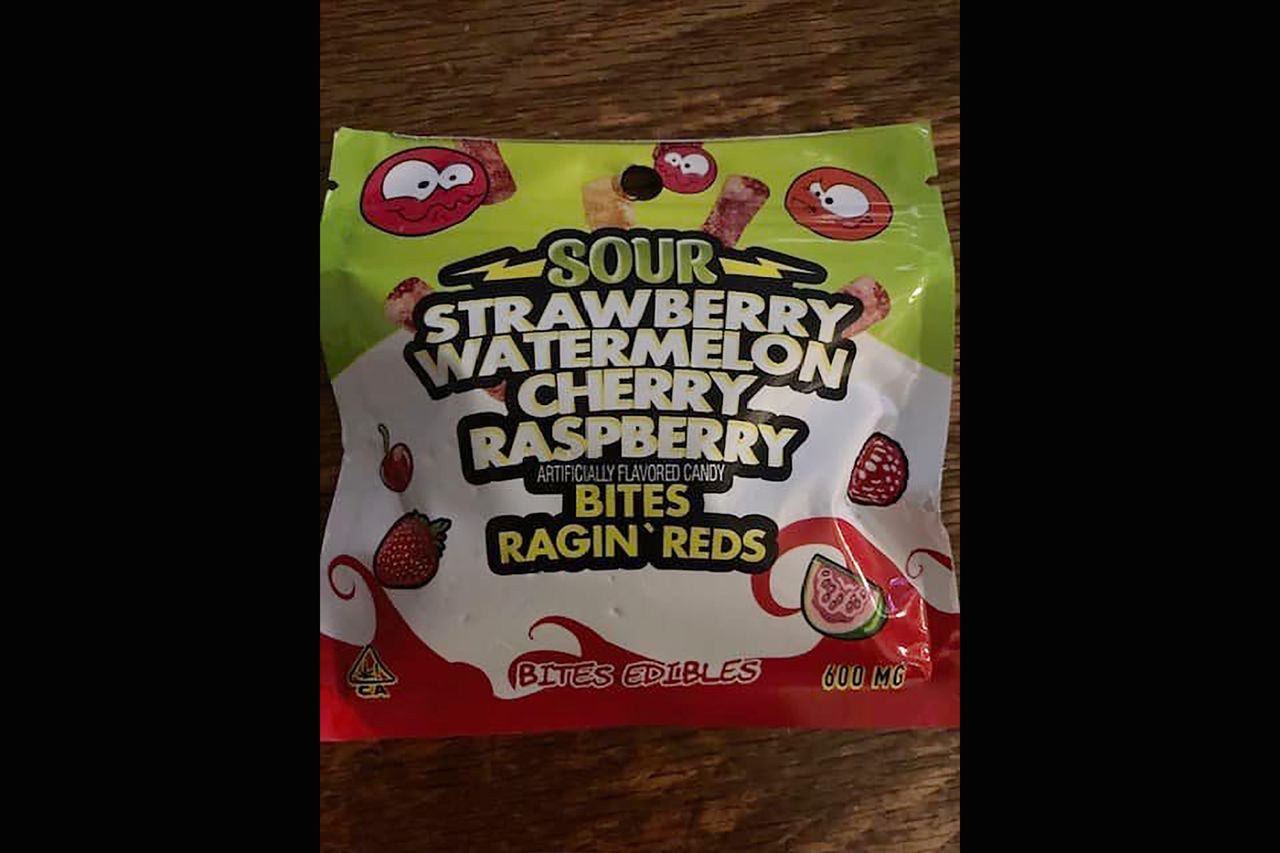 SOUR
STRAWBERRY
WATERMELON
CHERRY
RASPBERRY
ARTIFICIALLY FLAVORED CANDY
BITES
RAGIN` REDS
BITES EDIBLES
600 MG
CA